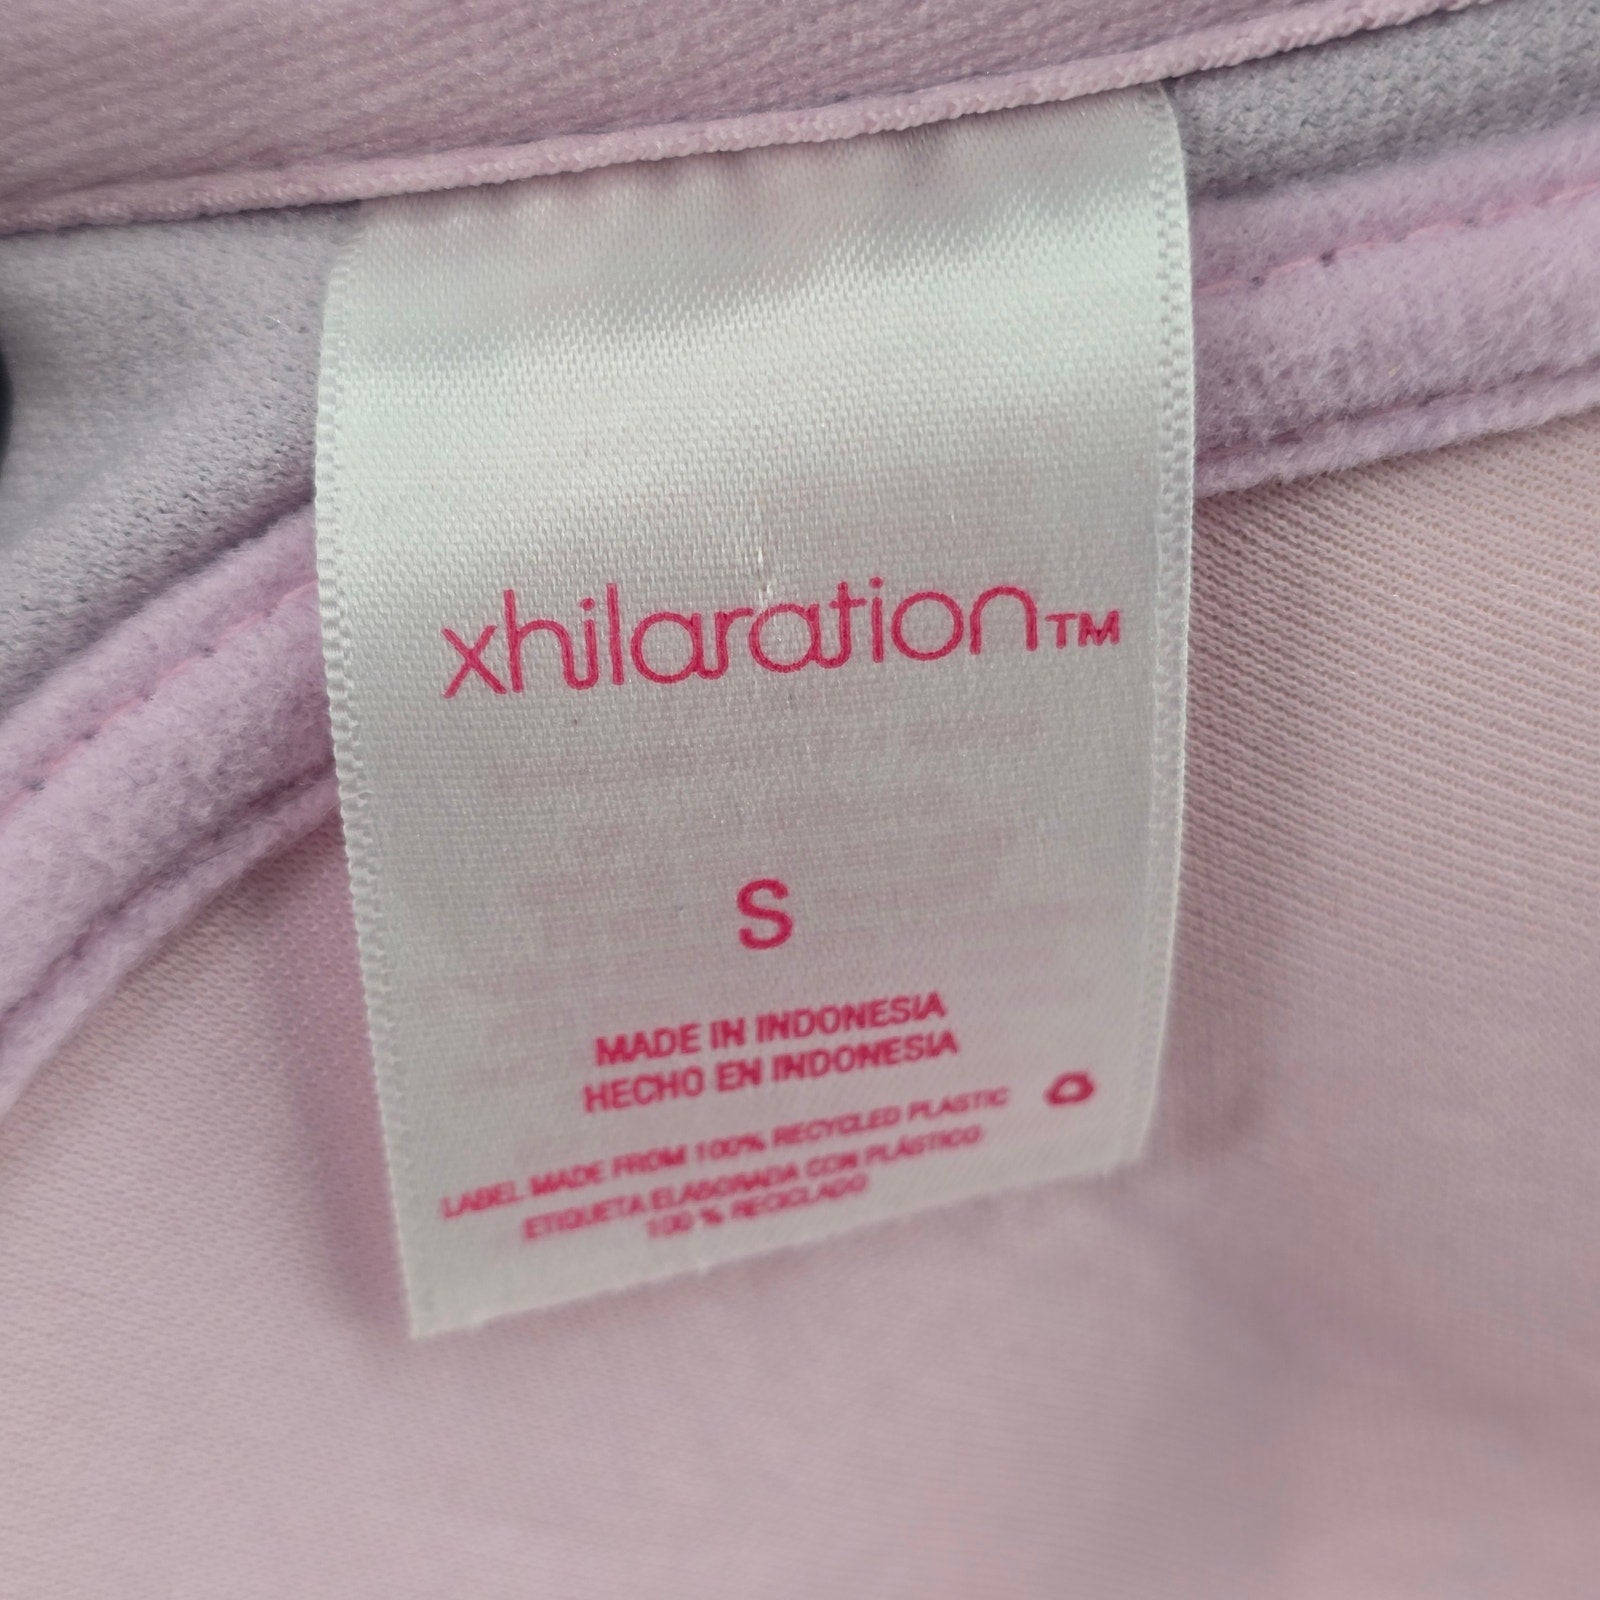 xhilaration™
S
MADE IN INDONESIA
HECHO EN INDONESIA
LABEL MADE FROM 100% RECYCLED PLASTIC
ETIQUETA ELABORADA CON PLÁSTICO
100 % RECICLADO